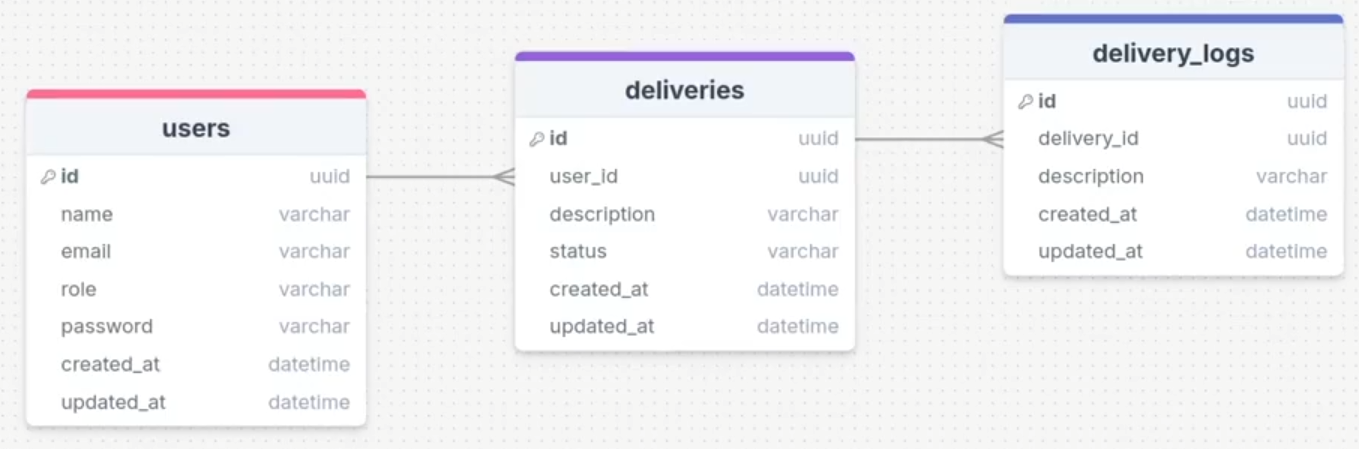 users
id uuid
name varchar
email varchar
role varchar
password varchar
created_at datetime
updated_at datetime
deliveries
id uuid
user_id uuid
description varchar
status varchar
created_at datetime
updated_at datetime
delivery_logs
id uuid
delivery_id uuid
description varchar
created_at datetime
updated_at datetime